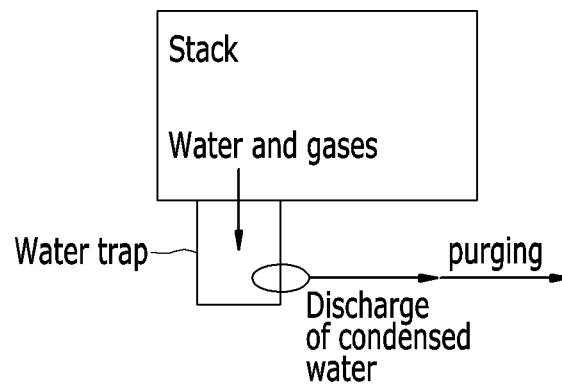 Stack
Water and gases
Water trap
purging
Discharge
of condensed
water